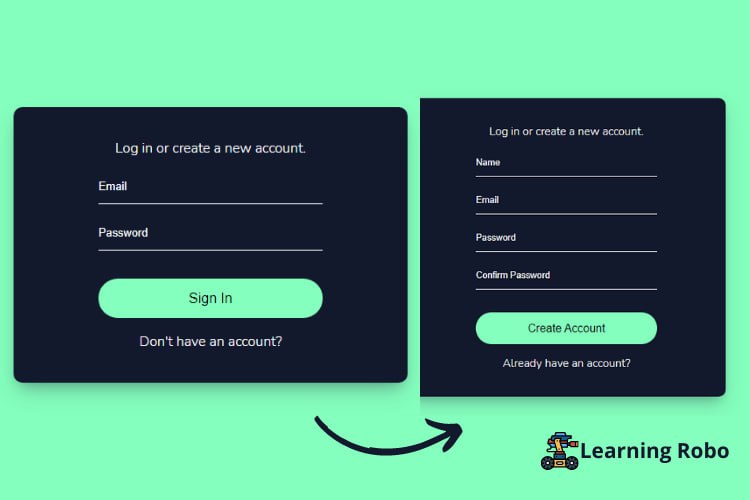 Log in or create a new account.
Email
Password
Sign In
Don't have an account?
Log in or create a new account.
Name
Email
Password
Confirm Password
Create Account
Already have an account?
Learning Robo